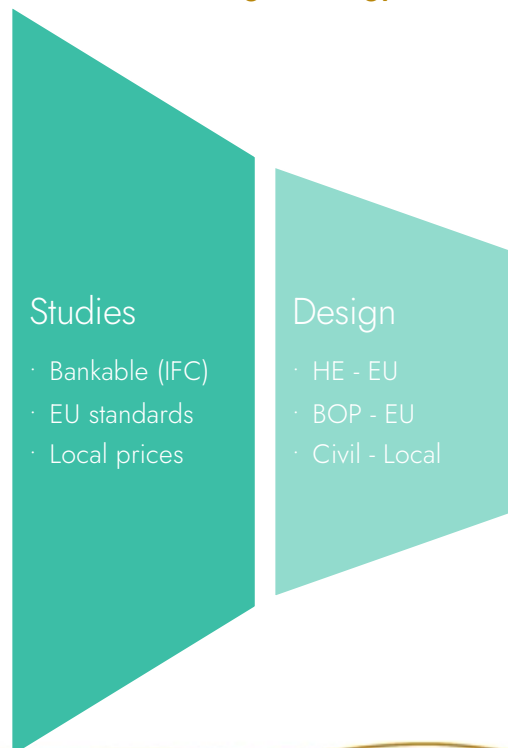 Studies
· Bankable (IFC)
· EU standards
· Local prices
Design
· HE - EU
· BOP - EU
· Civil - Local